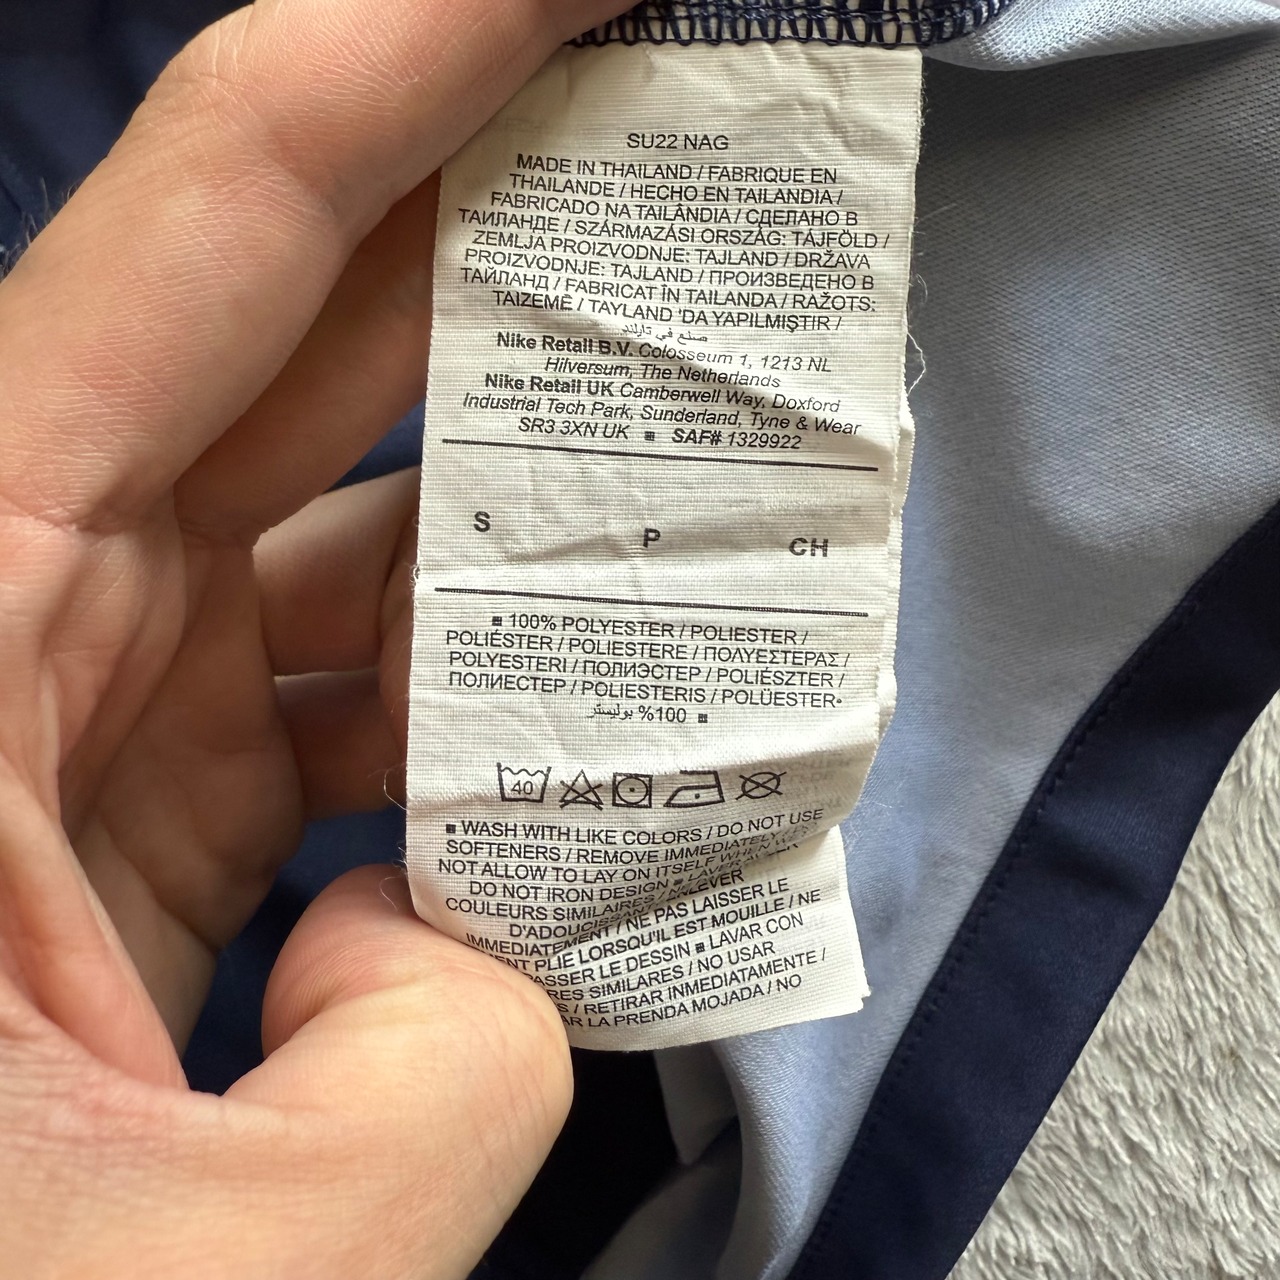 SU22 NAG
MADE IN THAILAND / FABRIQUE EN
THAILANDE / HECHO EN TAILANDIA /
FABRICADO NA TAILÂNDIA / СДЕЛАНО В
ТАИЛАНДЕ / SZÁRMAZÁSI ORSZÁG: TÁJFÖLD /
ZEMLJA PROIZVODNJE: TAJLAND / DRŽAVA
PROIZVODNJE: TAJLAND / ПРОИЗВЕДЕНО В
ТАЙЛАНД / FABRICAT ÎN TAILANDA / RAŽOTS:
TAIZEMĒ / TAYLAND 'DA YAPILMIŞTIR /
صنع في تايلند
Nike Retail B.V. Colosseum 1, 1213 NL
Hilversum, The Netherlands
Nike Retail UK Camberwell Way, Doxford
Industrial Tech Park, Sunderland, Tyne & Wear
SR3 3XN UK ▪ SAF# 1329922
S P CH
▪ 100% POLYESTER / POLIESTER /
POLIÉSTER / POLIESTERE / ΠΟΛΥΕΣΤΕΡΑΣ /
POLYESTERI / ПОЛИЭСТЕР / POLIÉSZTER /
ПОЛИЕСТЕР / POLIESTERIS / POLÜESTER▪
100% بوليستر ▪
40
▪ WASH WITH LIKE COLORS / DO NOT USE
SOFTENERS / REMOVE IMMEDIATELY /
NOT ALLOW TO LAY ON ITSELF WHEN
DO NOT IRON DESIGN ▪ LAVER
COULEURS SIMILAIRES / ENLEVER
IMMEDIATEMENT / NE PAS LAISSER LE
PLIE LORSQU'IL EST MOUILLE / NE
LE DESSIN ▪ LAVAR CON
SIMILARES / NO USAR
/ RETIRAR INMEDIATAMENTE /
LA PRENDA MOJADA / NO